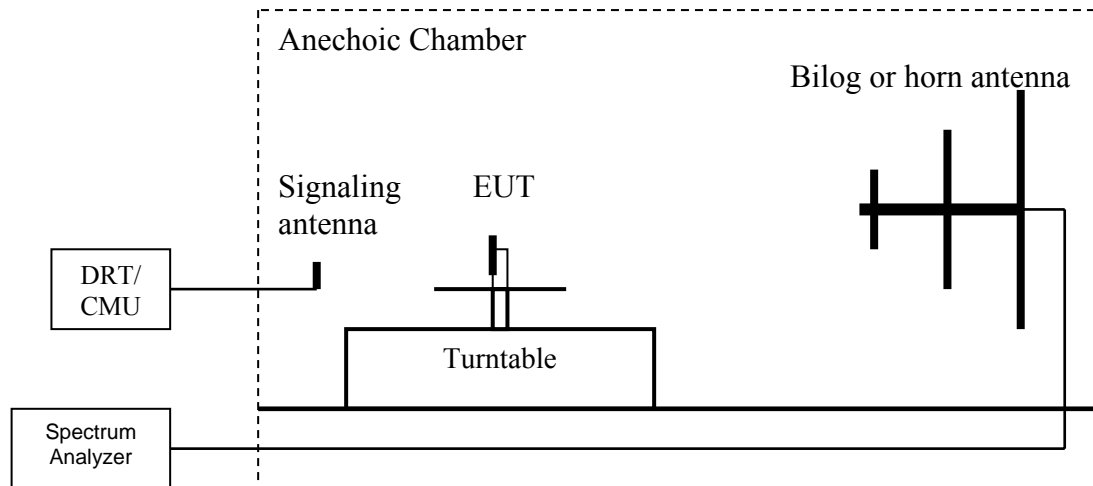 Anechoic Chamber
Bilog or horn antenna
Signaling
antenna
EUT
DRT/
CMU
Turntable
Spectrum
Analyzer